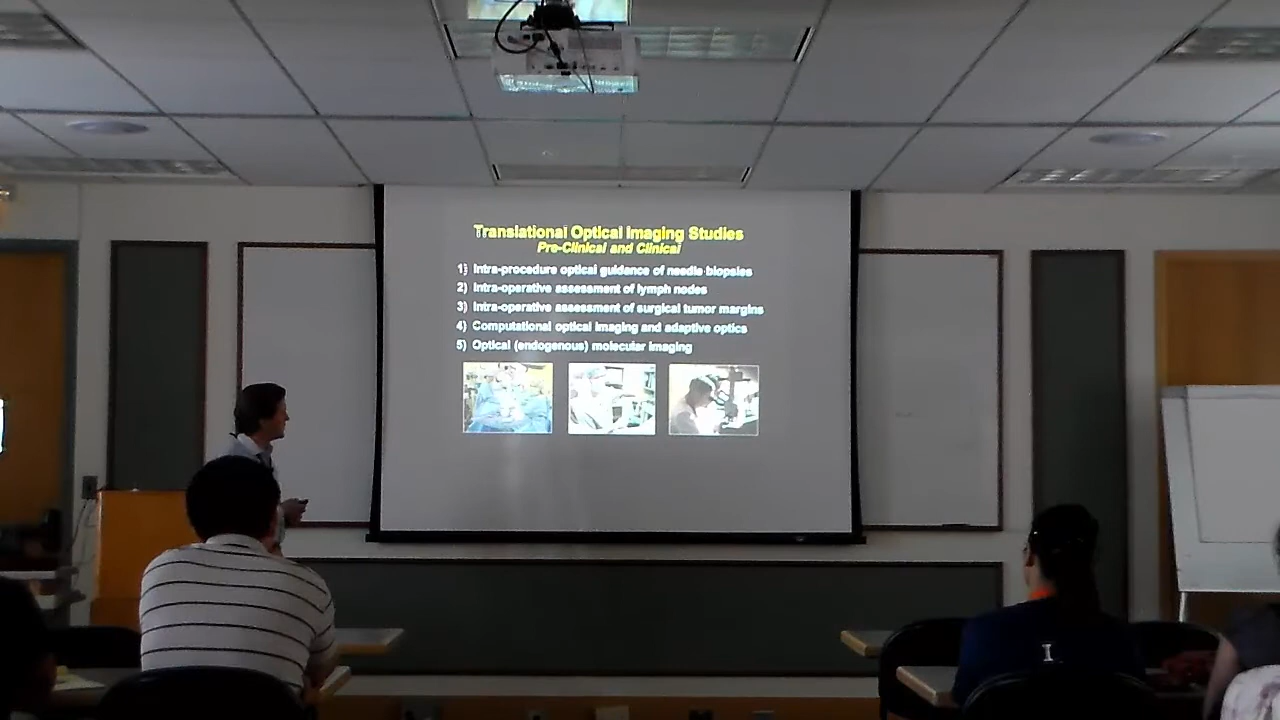 Translational Optical Imaging Studies
Pre-Clinical and Clinical
1) Intra-procedure optical guidance of needle biopsies
2) Intra-operative assessment of lymph nodes
3) Intra-operative assessment of surgical tumor margins
4) Computational optical imaging and adaptive optics
5) Optical (endogenous) molecular imaging
I